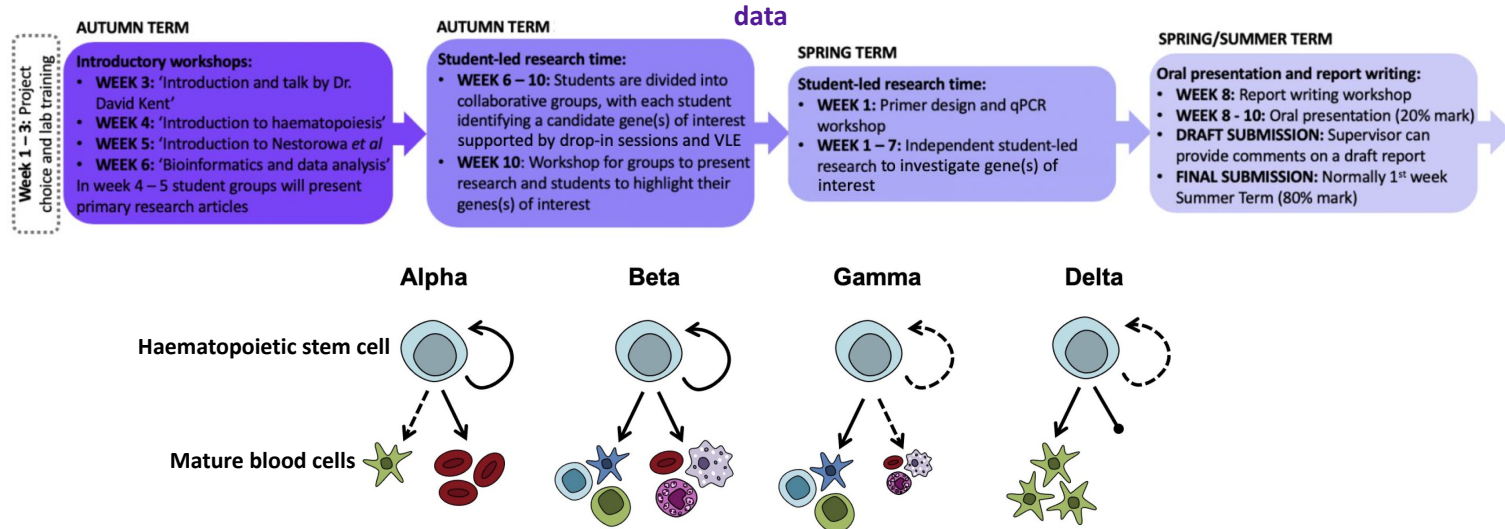 data
Week 1 – 3: Project
choice and lab training
AUTUMN TERM
Introductory workshops:
• WEEK 3: ‘Introduction and talk by Dr.
David Kent’
• WEEK 4: ‘Introduction to haematopoiesis’
• WEEK 5: ‘Introduction to Nestorowa et al
• WEEK 6: ‘Bioinformatics and data analysis’
In week 4 – 5 student groups will present
primary research articles
AUTUMN TERM
Student-led research time:
• WEEK 6 – 10: Students are divided into
collaborative groups, with each student
identifying a candidate gene(s) of interest
supported by drop-in sessions and VLE
• WEEK 10: Workshop for groups to present
research and students to highlight their
genes(s) of interest
SPRING TERM
Student-led research time:
• WEEK 1: Primer design and qPCR
workshop
• WEEK 1 – 7: Independent student-led
research to investigate gene(s) of
interest
SPRING/SUMMER TERM
Oral presentation and report writing:
• WEEK 8: Report writing workshop
• WEEK 8 - 10: Oral presentation (20% mark)
• DRAFT SUBMISSION: Supervisor can
provide comments on a draft report
• FINAL SUBMISSION: Normally 1st week
Summer Term (80% mark)
Alpha Beta Gamma Delta
Haematopoietic stem cell
Mature blood cells